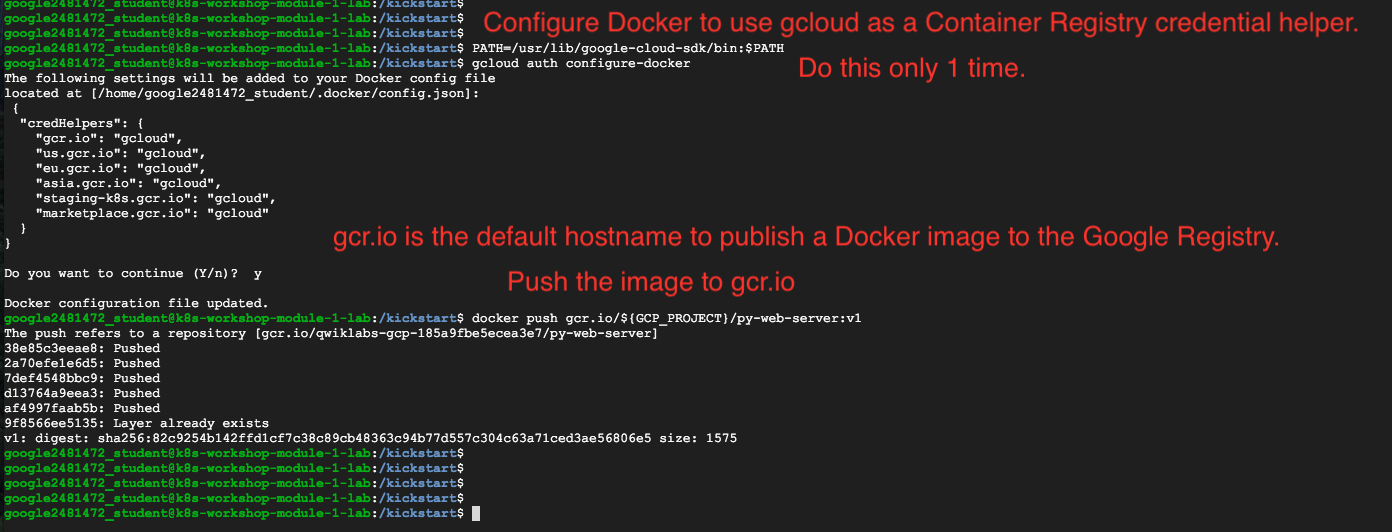 google2481472_student@k8s-workshop-module-1-lab:/kickstart$
google2481472_student@k8s-workshop-module-1-lab:/kickstart$
Configure Docker to use gcloud as a Container Registry credential helper.
google2481472_student@k8s-workshop-module-1-lab:/kickstart$
google2481472_student@k8s-workshop-module-1-lab:/kickstart$ PATH=/usr/lib/google-cloud-sdk/bin:$PATH
google2481472_student@k8s-workshop-module-1-lab:/kickstart$ gcloud auth configure-docker
Do this only 1 time.
The following settings will be added to your Docker config file
located at [/home/google2481472_student/.docker/config.json]:
{
"credHelpers": {
"gcr.io": "gcloud",
"us.gcr.io": "gcloud",
"eu.gcr.io": "gcloud",
"asia.gcr.io": "gcloud",
"staging-k8s.gcr.io": "gcloud",
"marketplace.gcr.io": "gcloud"
}
}
gcr.io is the default hostname to publish a Docker image to the Google Registry.
Do you want to continue (Y/n)? y
Push the image to gcr.io
Docker configuration file updated.
google2481472_student@k8s-workshop-module-1-lab:/kickstart$ docker push gcr.io/${GCP_PROJECT}/py-web-server:v1
The push refers to a repository [gcr.io/qwiklabs-gcp-185a9fbe5ecea3e7/py-web-server]
38e85c3eeae8: Pushed
2a70efe1e6d5: Pushed
7def4548bbc9: Pushed
d13764a9eea3: Pushed
af4997faab5b: Pushed
9f8566ee5135: Layer already exists
v1: digest: sha256:82c9254b142ffd1cf7c38c89cb48363c94b77d557c304c63a71ced3ae56806e5 size: 1575
google2481472_student@k8s-workshop-module-1-lab:/kickstart$
google2481472_student@k8s-workshop-module-1-lab:/kickstart$
google2481472_student@k8s-workshop-module-1-lab:/kickstart$
google2481472_student@k8s-workshop-module-1-lab:/kickstart$
google2481472_student@k8s-workshop-module-1-lab:/kickstart$